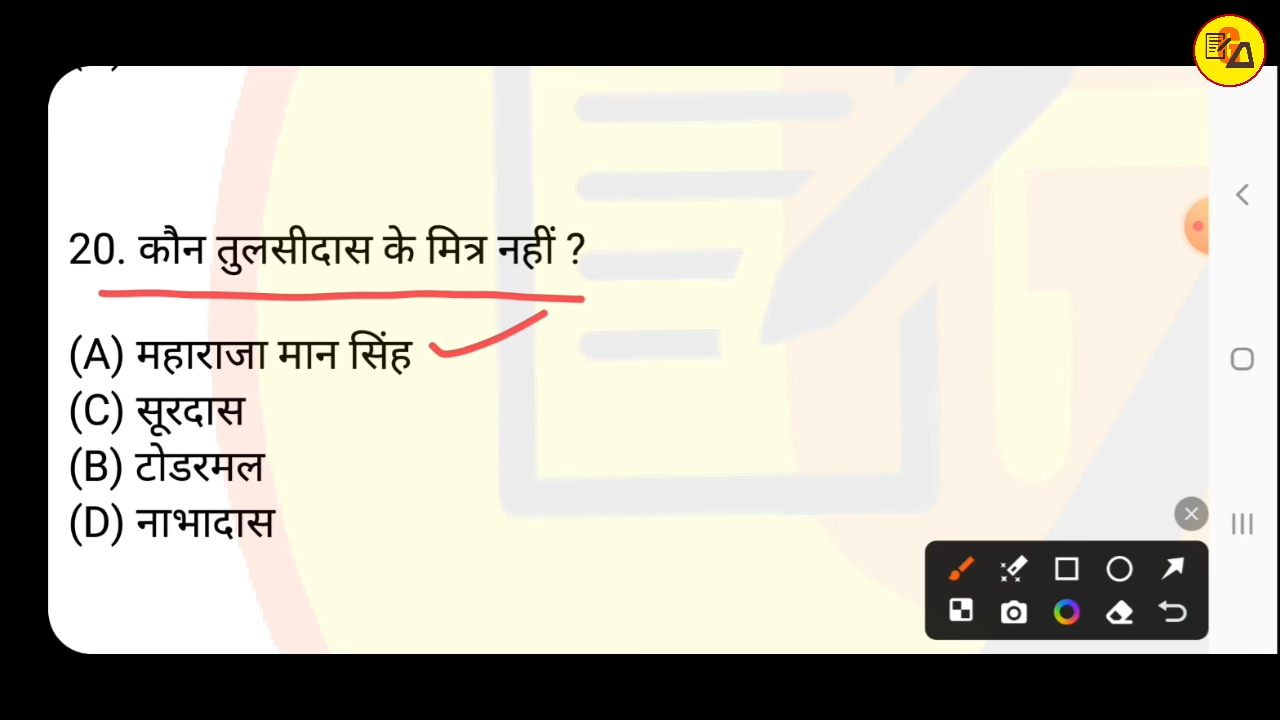 20. कौन तुलसीदास के मित्र नहीं ?
(A) महाराजा मान सिंह
(C) सूरदास
(B) टोडरमल
(D) नाभादास